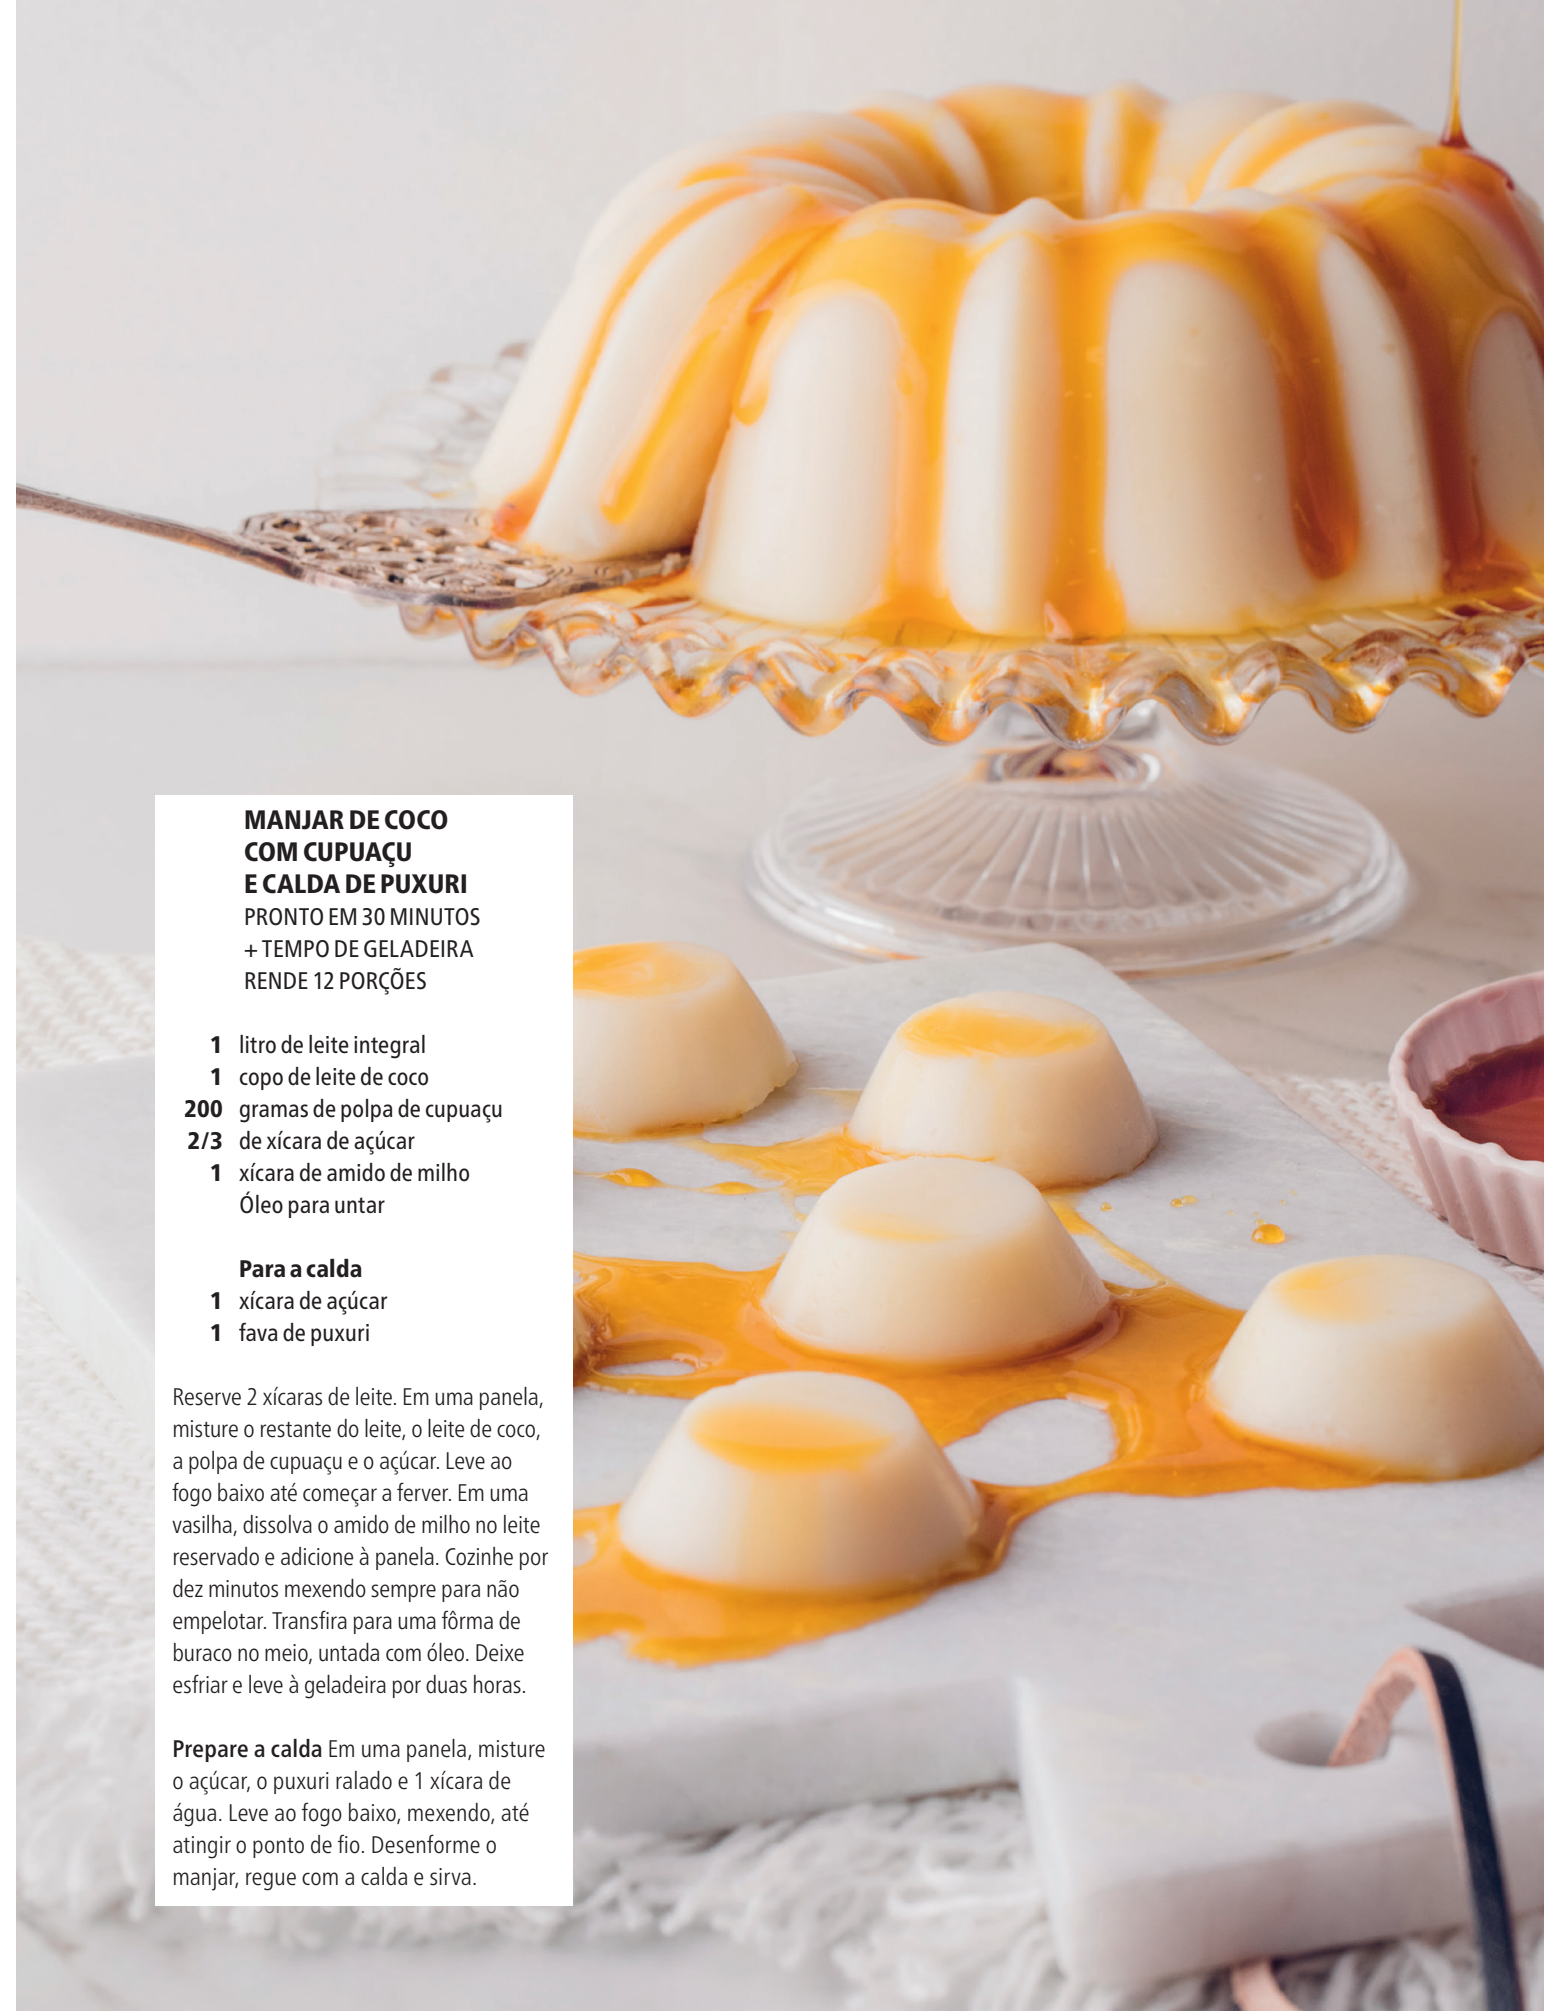 MANJAR DE COCO
COM CUPUAÇU
E CALDA DE PUXURI
PRONTO EM 30 MINUTOS
+ TEMPO DE GELADEIRA
RENDE 12 PORÇÕES
1 litro de leite integral
1 copo de leite de coco
200 gramas de polpa de cupuaçu
2/3 de xícara de açúcar
1 xícara de amido de milho
Óleo para untar
Para a calda
1 xícara de açúcar
1 fava de puxuri
Reserve 2 xícaras de leite. Em uma panela,
misture o restante do leite, o leite de coco,
a polpa de cupuaçu e o açúcar. Leve ao
fogo baixo até começar a ferver. Em uma
vasilha, dissolva o amido de milho no leite
reservado e adicione à panela. Cozinhe por
dez minutos mexendo sempre para não
empelotar. Transfira para uma fôrma de
buraco no meio, untada com óleo. Deixe
esfriar e leve à geladeira por duas horas.
Prepare a calda Em uma panela, misture
o açúcar, o puxuri ralado e 1 xícara de
água. Leve ao fogo baixo, mexendo, até
atingir o ponto de fio. Desenforme o
manjar, regue com a calda e sirva.